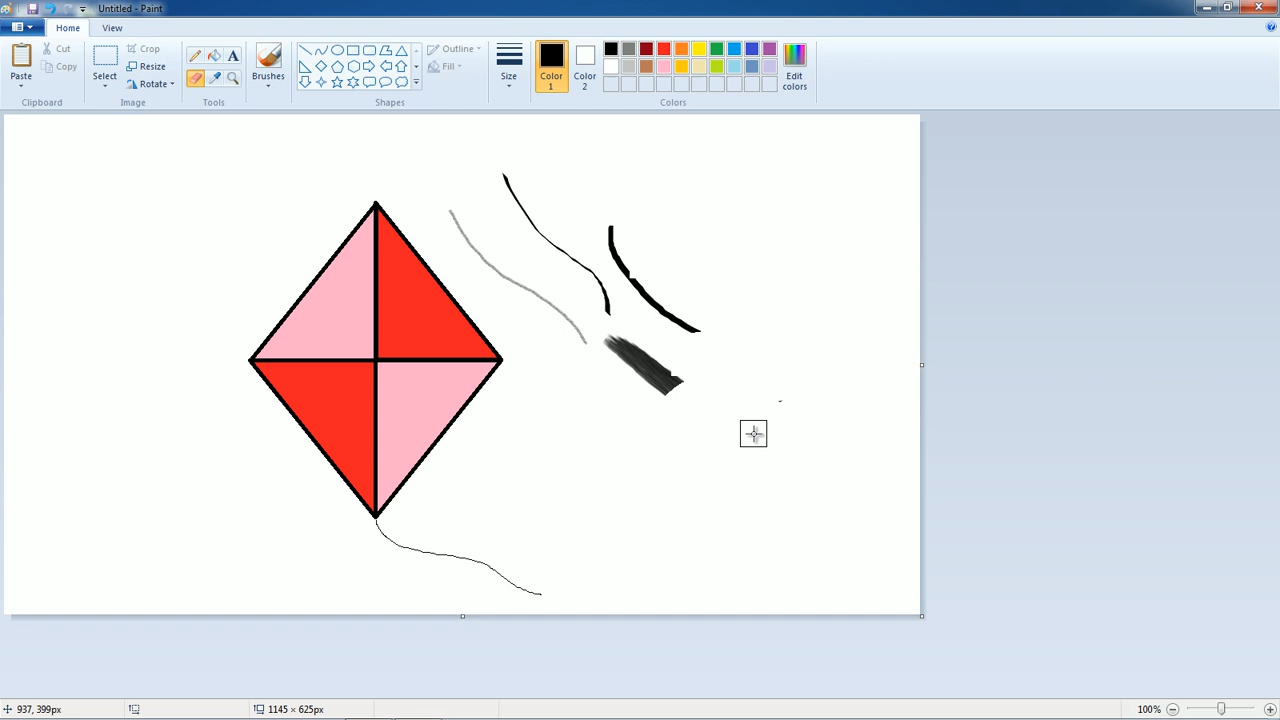 Untitled - Paint
Home View
Paste
Cut
Copy
Clipboard
Select
Crop
Resize
Rotate
Image
A
Tools
Brushes
Shapes
Outline
Fill
Size
Color 1
Color 2
Edit colors
Colors
937, 399px
1145 × 625px
100%